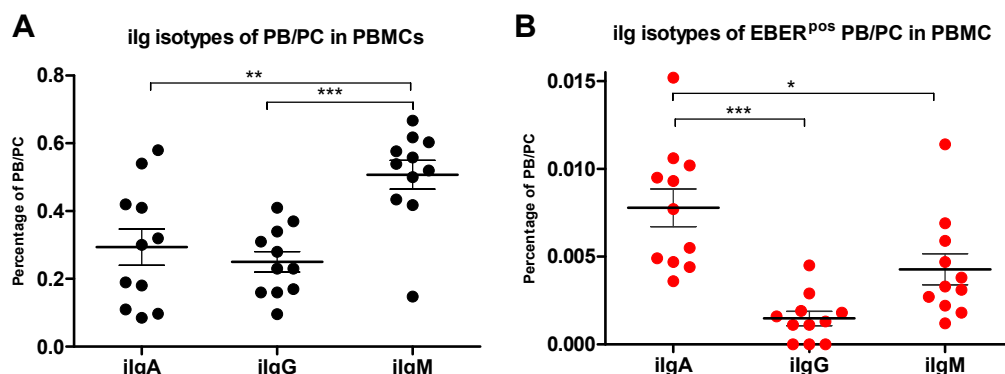 A
iIg isotypes of PB/PC in PBMCs
Percentage of PB/PC
0.8
0.6
0.4
0.2
0.0
**
***
iIgA iIgG iIgM
B
iIg isotypes of EBERpos PB/PC in PBMC
Percentage of PB/PC
0.015
0.010
0.005
0.000
*
***
iIgA iIgG iIgM